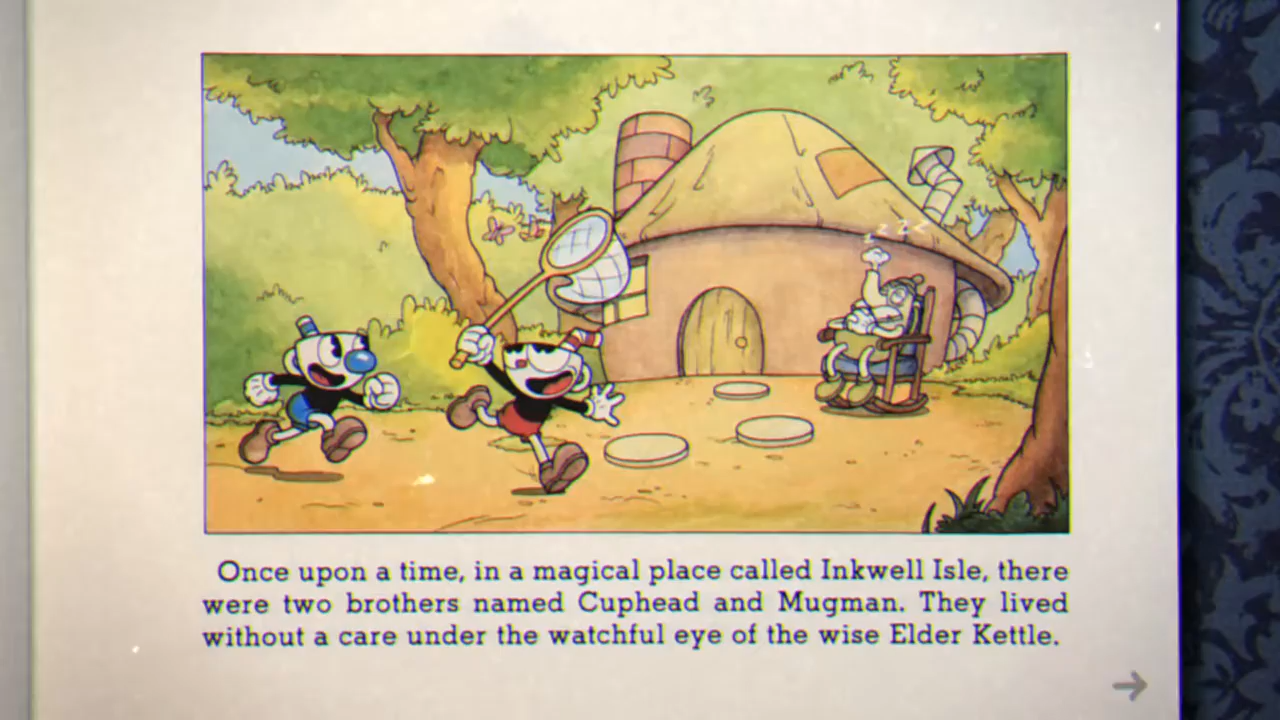 z z z z
Once upon a time, in a magical place called Inkwell Isle, there
were two brothers named Cuphead and Mugman. They lived
without a care under the watchful eye of the wise Elder Kettle.